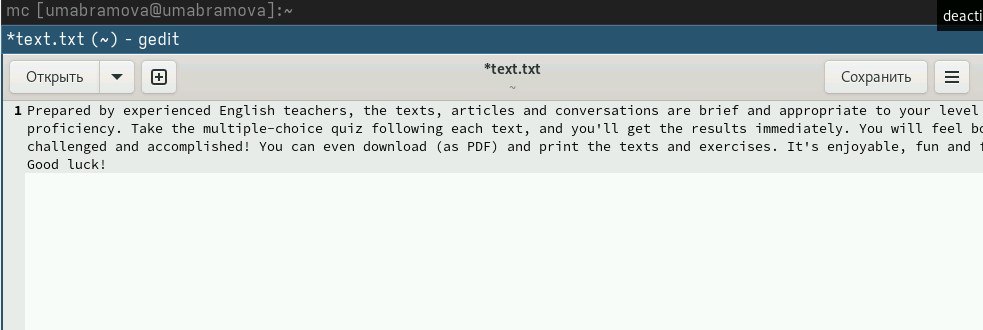 mc [umabramova@umabramova]:~
deacti
*text.txt (~) - gedit
Открыть
*text.txt
~
Сохранить
1 Prepared by experienced English teachers, the texts, articles and conversations are brief and appropriate to your level
proficiency. Take the multiple-choice quiz following each text, and you'll get the results immediately. You will feel
challenged and accomplished! You can even download (as PDF) and print the texts and exercises. It's enjoyable, fun and
Good luck!